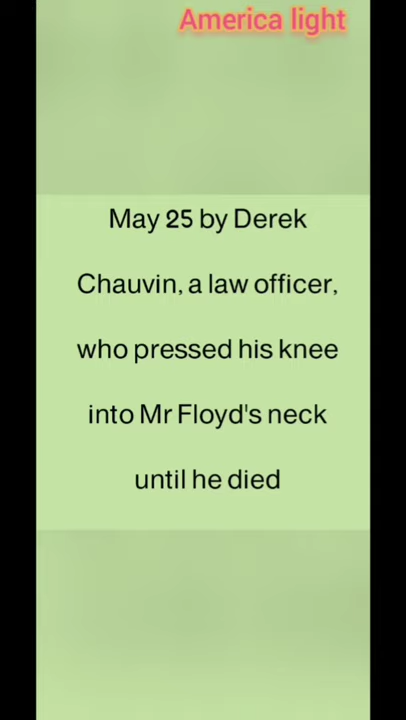 America light
May 25 by Derek
Chauvin, a law officer,
who pressed his knee
into Mr Floyd's neck
until he died